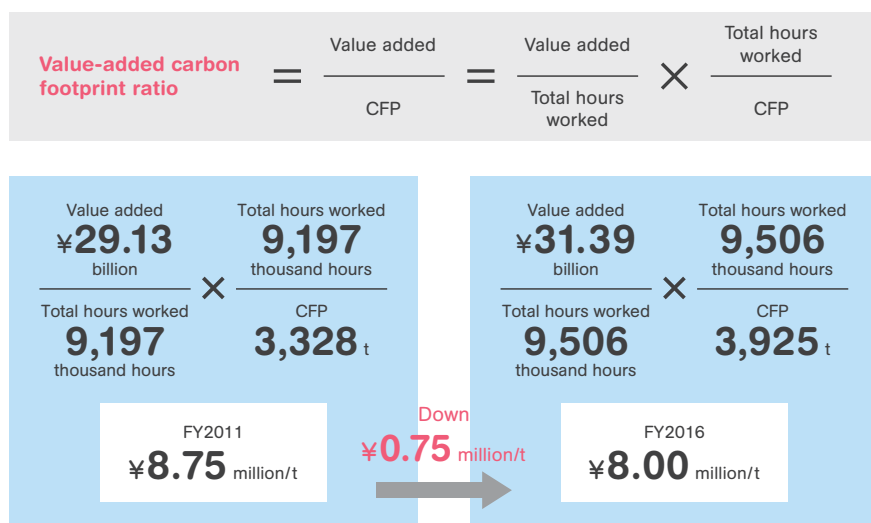 Value-added carbon
footprint ratio
=
Value added
CFP
=
Value added
Total hours
worked
×
Total hours
worked
CFP
Value added
¥29.13
billion
Total hours worked
9,197
thousand hours
×
Total hours worked
9,197
thousand hours
CFP
3,328 t
FY2011
¥8.75 million/t
Down
¥0.75 million/t
Value added
¥31.39
billion
Total hours worked
9,506
thousand hours
×
Total hours worked
9,506
thousand hours
CFP
3,925 t
FY2016
¥8.00 million/t